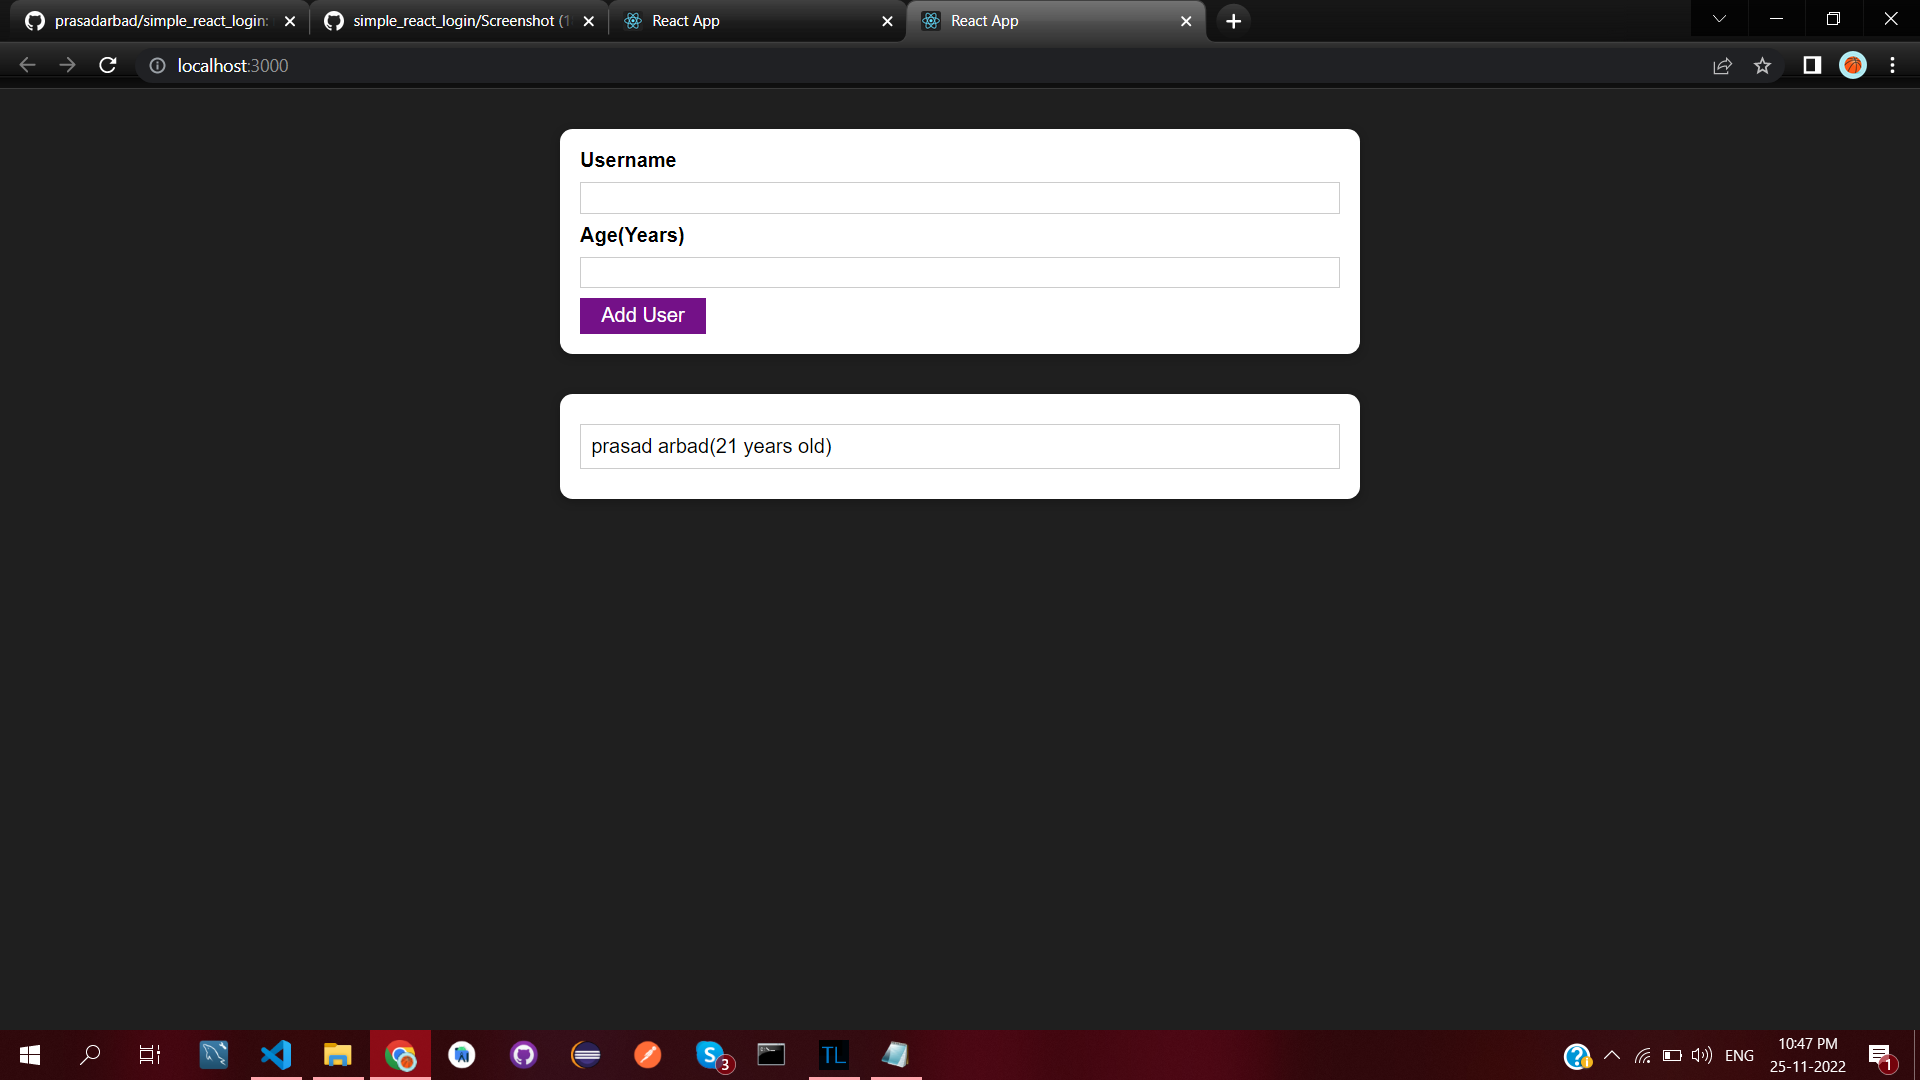 prasadarbad/simple_react_login:
simple_react_login/Screenshot (1
React App
React App
localhost:3000
Username
Age(Years)
Add User
prasad arbad(21 years old)
S
3
TL
ENG
10:47 PM
25-11-2022
1